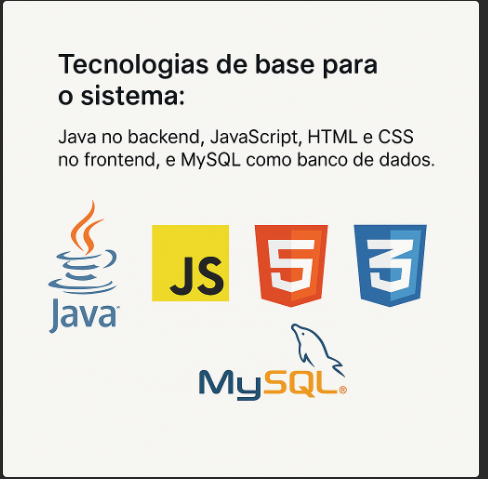 Tecnologias de base para
o sistema:
Java no backend, JavaScript, HTML e CSS
no frontend, e MySQL como banco de dados.
Java™
JS
5
3
MySQL®